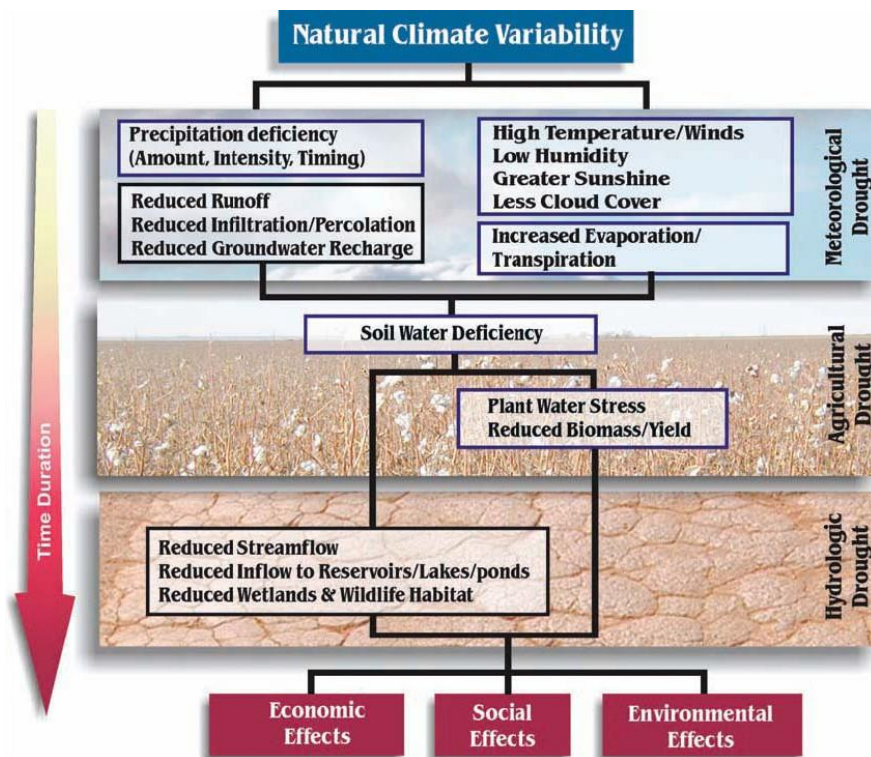 Natural Climate Variability
Precipitation deficiency
(Amount, Intensity, Timing)
High Temperature/Winds
Low Humidity
Greater Sunshine
Less Cloud Cover
Reduced Runoff
Reduced Infiltration/Percolation
Reduced Groundwater Recharge
Increased Evaporation/
Transpiration
Meteorological
Drought
Soil Water Deficiency
Plant Water Stress
Reduced Biomass/Yield
Agricultural
Drought
Time Duration
Reduced Streamflow
Reduced Inflow to Reservoirs/Lakes/ponds
Reduced Wetlands & Wildlife Habitat
Hydrologic
Drought
Economic
Effects
Social
Effects
Environmental
Effects